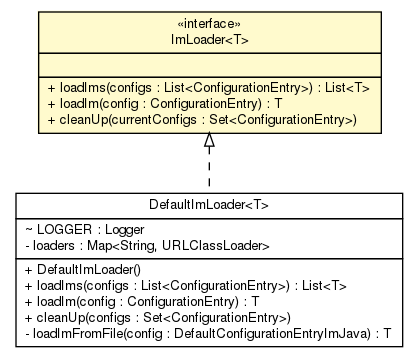 «interface»
ImLoader<T>
+ loadIms(configs : List<ConfigurationEntry>) : List<T>
+ loadIm(config : ConfigurationEntry) : T
+ cleanUp(currentConfigs : Set<ConfigurationEntry>)
DefaultImLoader<T>
~ LOGGER : Logger
- loaders : Map<String, URLClassLoader>
+ DefaultImLoader()
+ loadIms(configs : List<ConfigurationEntry>) : List<T>
+ loadIm(config : ConfigurationEntry) : T
+ cleanUp(configs : Set<ConfigurationEntry>)
- loadImFromFile(config : DefaultConfigurationEntryImJava) : T